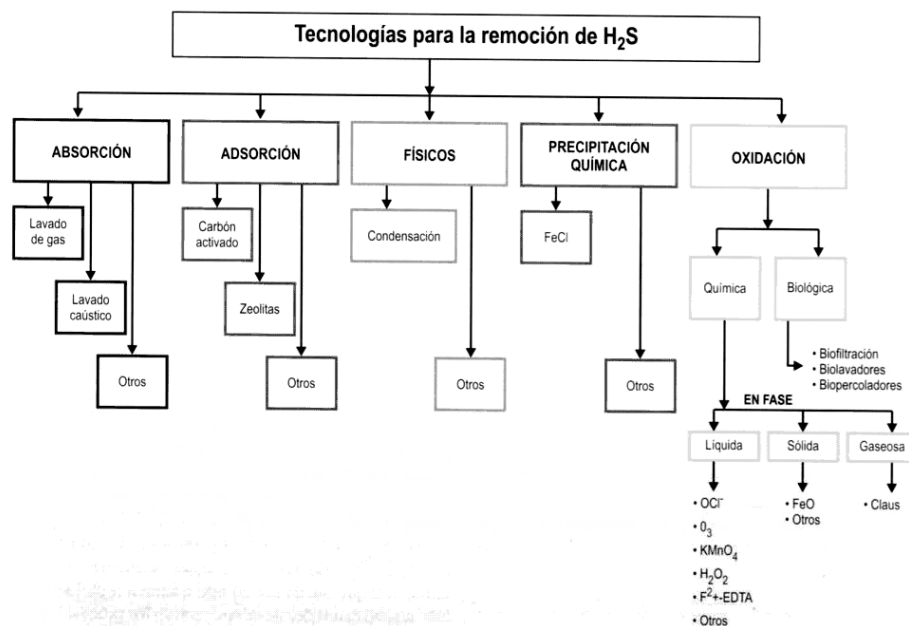 Tecnologías para la remoción de H₂S
ABSORCIÓN
ADSORCIÓN
FÍSICOS
PRECIPITACIÓN
QUÍMICA
OXIDACIÓN
Lavado
de gas
Carbón
activado
Condensación
FeCl
Química
Biológica
Lavado
caústico
Zeolitas
Otros
Otros
Otros
Otros
• Biofiltración
• Biolavadores
• Biopercoladores
EN FASE
Líquida
Sólida
Gaseosa
• OCl⁻
• 0₃
• KMnO₄
• H₂O₂
• F²⁺-EDTA
• Otros
• FeO
• Otros
• Claus